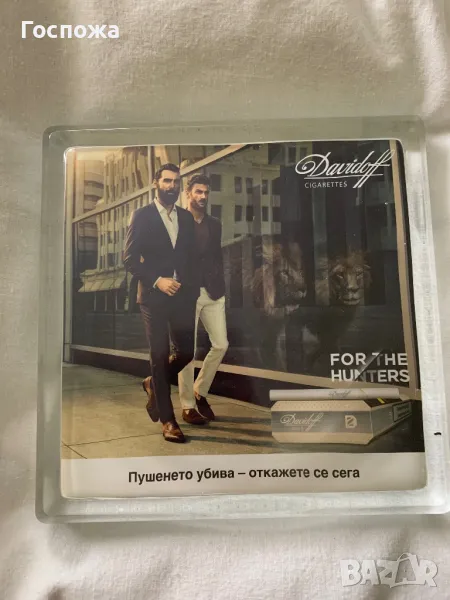 Госпожа
Davidoff
CIGARETTES
FOR THE
HUNTERS
Davidoff
Пушенето убива – откажете се сега
BAZAR